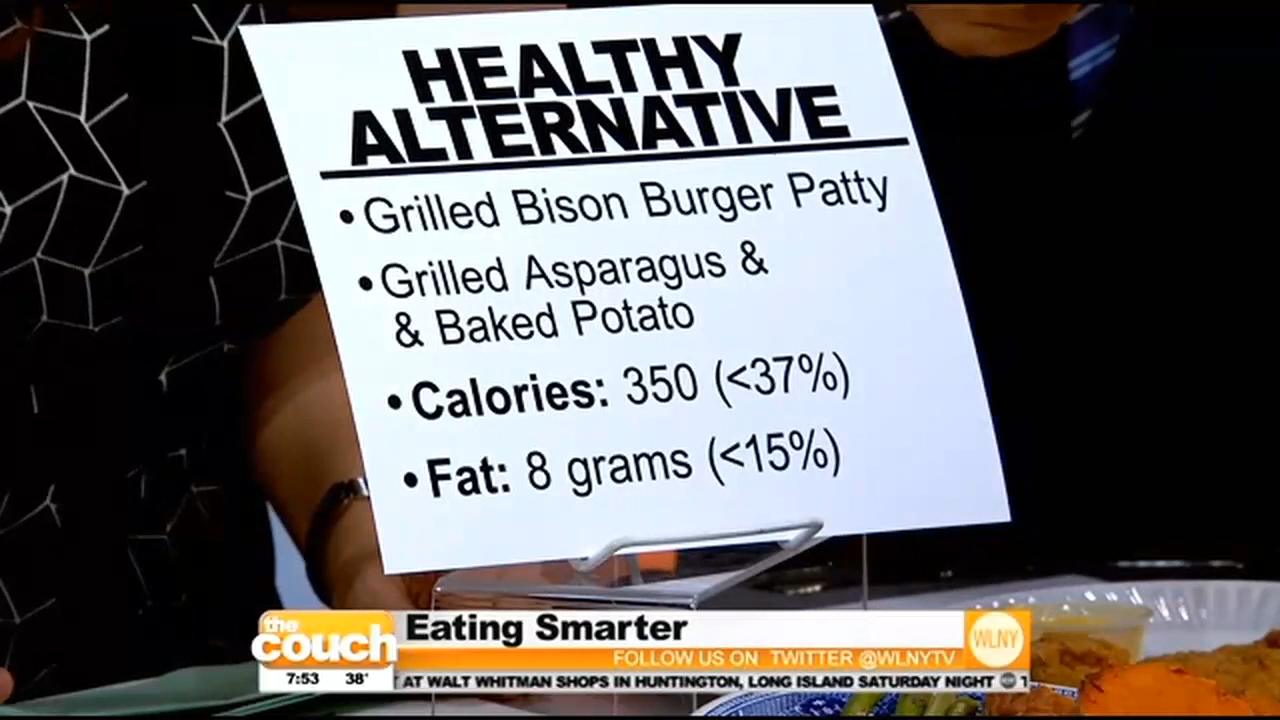 HEALTHY
ALTERNATIVE
• Grilled Bison Burger Patty
• Grilled Asparagus &
& Baked Potato
• Calories: 350 (<37%)
• Fat: 8 grams (<15%)
the
couch
Eating Smarter
WLNY
FOLLOW US ON TWITTER @WLNYTV
7:53 38° AT WALT WHITMAN SHOPS IN HUNTINGTON, LONG ISLAND SATURDAY NIGHT